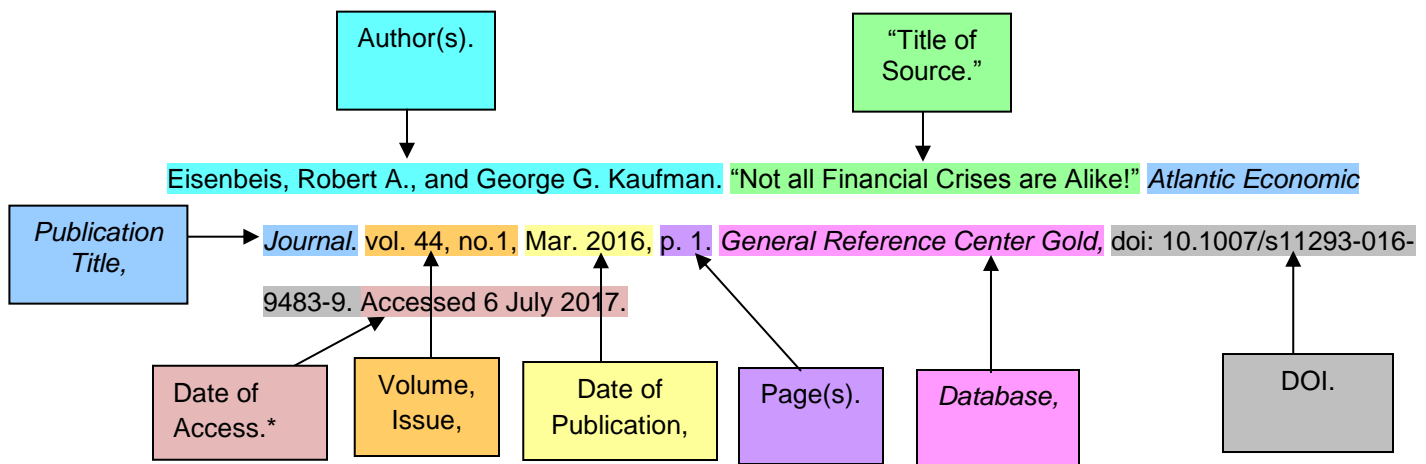 Author(s).
“Title of
Source.”
Eisenbeis, Robert A., and George G. Kaufman. “Not all Financial Crises are Alike!” Atlantic Economic
Publication
Title,
Journal. vol. 44, no.1, Mar. 2016, p. 1. General Reference Center Gold, doi: 10.1007/s11293-016-
9483-9. Accessed 6 July 2017.
Date of
Access.*
Volume,
Issue,
Date of
Publication,
Page(s).
Database,
DOI.